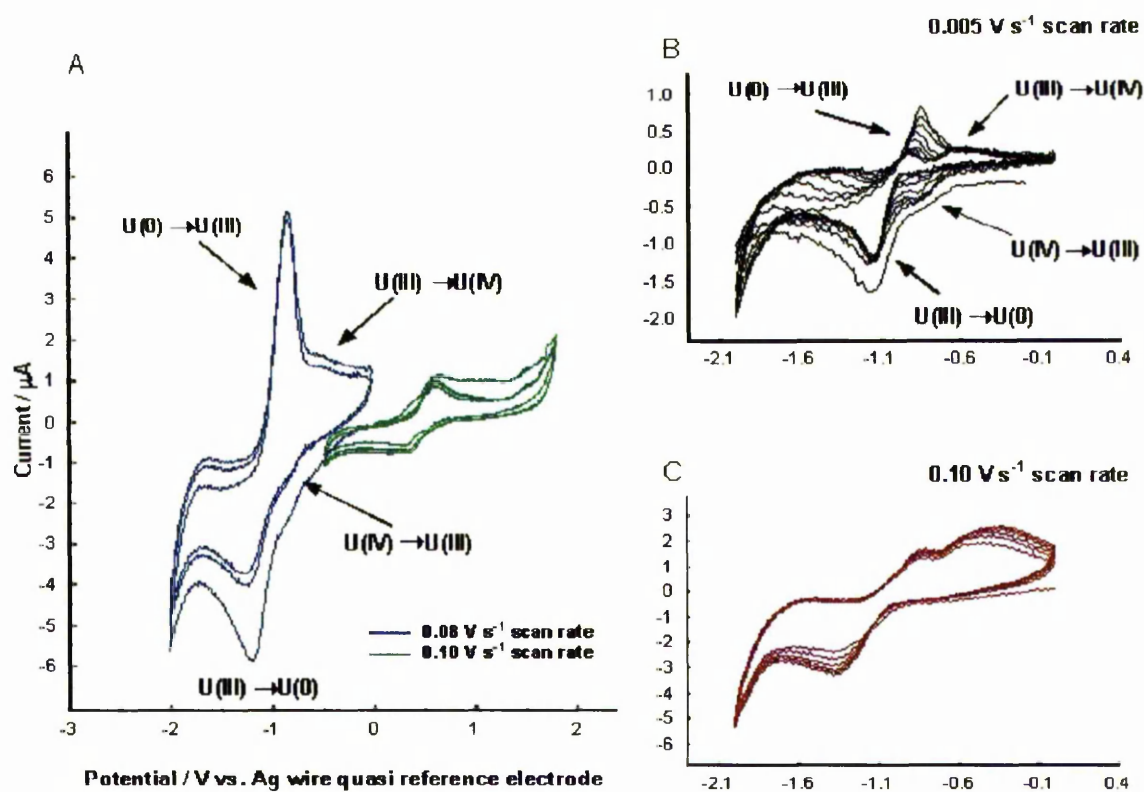 A
Current / µA
6
5
4
3
2
1
0
-1
-2
-3
-4
-5
-6
-3
-2
-1
0
1
2
U(0) →U(III)
U(III) →U(IV)
U(IV) →U(III)
U(III) →U(0)
0.08 V s⁻¹ scan rate
0.10 V s⁻¹ scan rate
Potential / V vs. Ag wire quasi reference electrode
0.005 V s⁻¹ scan rate
B
1.0
0.5
0.0
-0.5
-1.0
-1.5
-2.0
-2.1
-1.6
-1.1
-0.6
-0.1
0.4
U(0) →U(III)
U(III) →U(IV)
U(IV) →U(III)
U(III) →U(0)
C
0.10 V s⁻¹ scan rate
3
2
1
0
-1
-2
-3
-4
-5
-6
-2.1
-1.6
-1.1
-0.6
-0.1
0.4